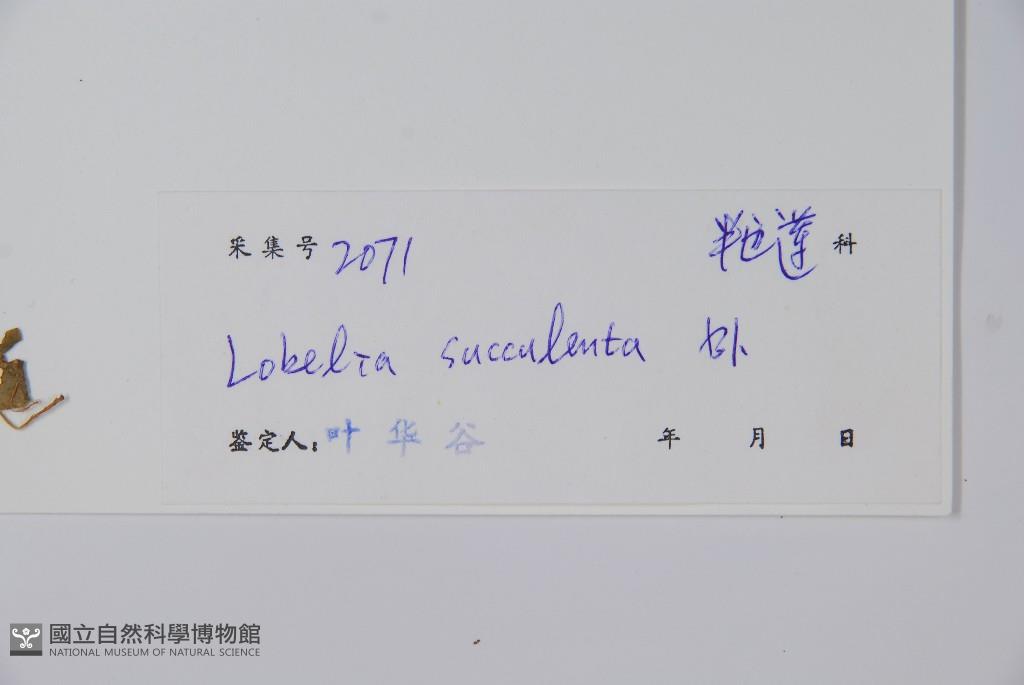 采集号 2071 半边莲 科
Lobelia succulenta Bl.
鉴定人: 叶华谷 年 月 日
國立自然科學博物館
NATIONAL MUSEUM OF NATURAL SCIENCE